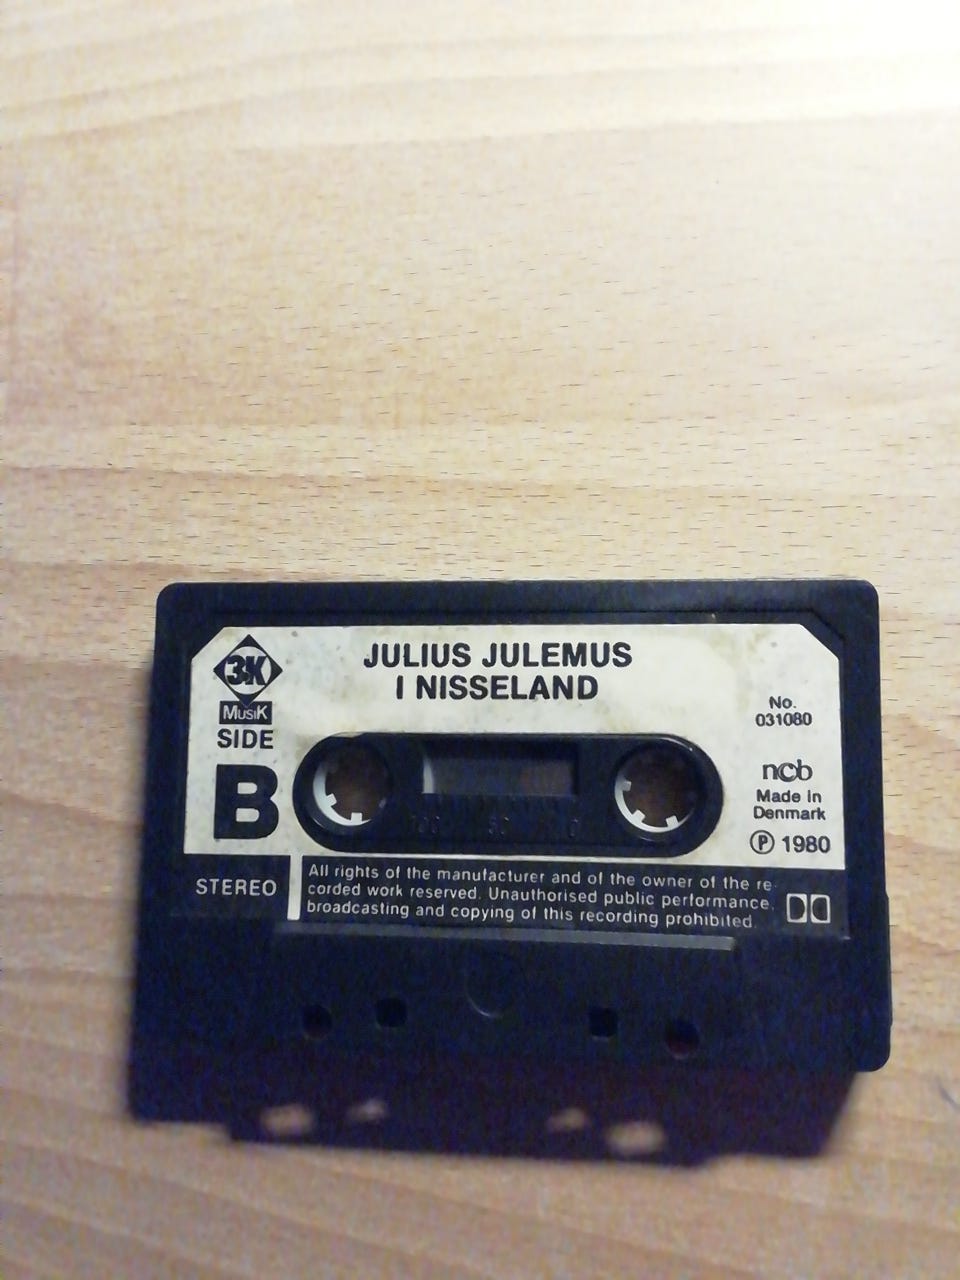 3K
MUSIK
SIDE
B
JULIUS JULEMUS
I NISSELAND
No.
031080
ncb
Made in
Denmark
Ⓟ 1980
100 50 0
STEREO
All rights of the manufacturer and of the owner of the re-
corded work reserved. Unauthorised public performance,
broadcasting and copying of this recording prohibited.